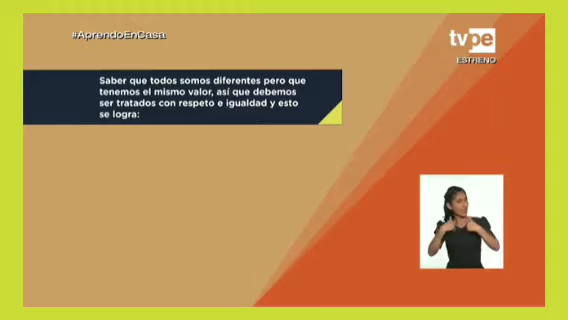 #AprendoEnCasa
tvpe
ESTRENO
Saber que todos somos diferentes pero que
tenemos el mismo valor, así que debemos
ser tratados con respeto e igualdad y esto
se logra: